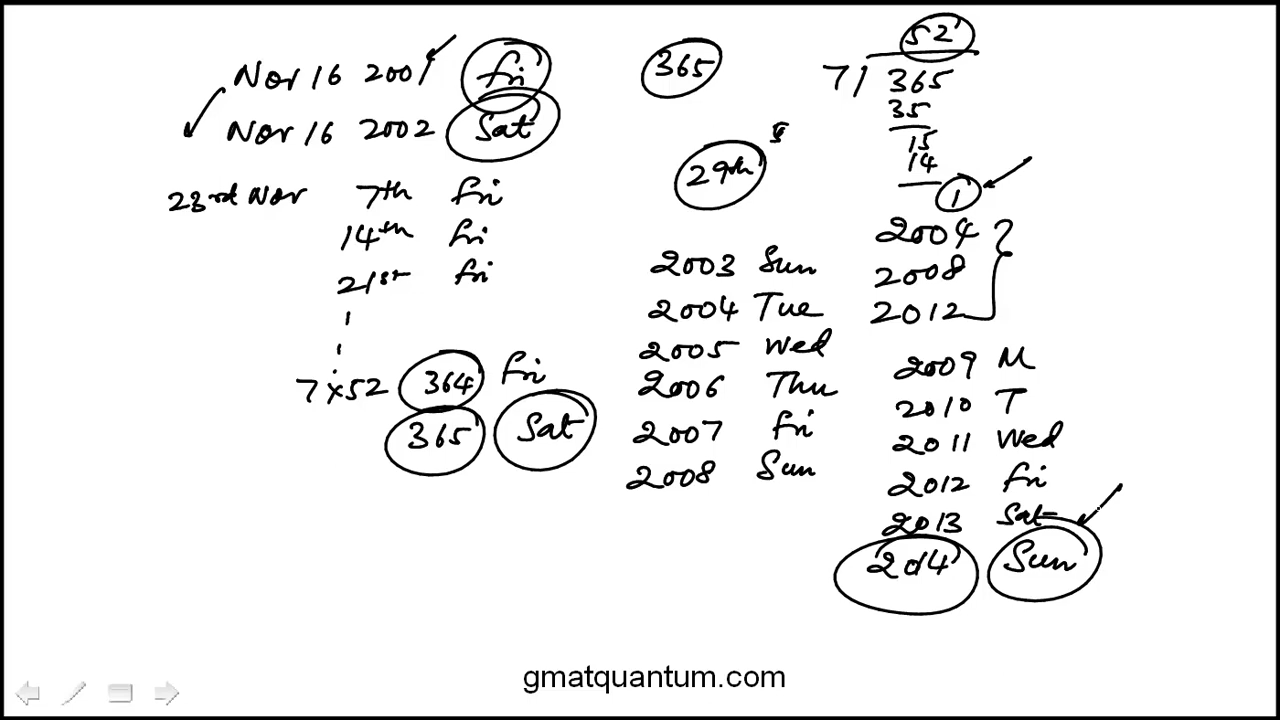 Nov 16 2001 Fri
Nov 16 2002 Sat
23rd Nov 7th Fri
14th Fri
21st Fri
7x52 364 Fri
365 Sat
365
29th
2003 Sun
2004 Tue
2005 Wed
2006 Thu
2007 Fri
2008 Sun
52
7) 365
35
15
14
1
2004
2008
2012
2009 M
2010 T
2011 Wed
2012 Fri
2013 Sat
2014 Sun
gmatquantum.com